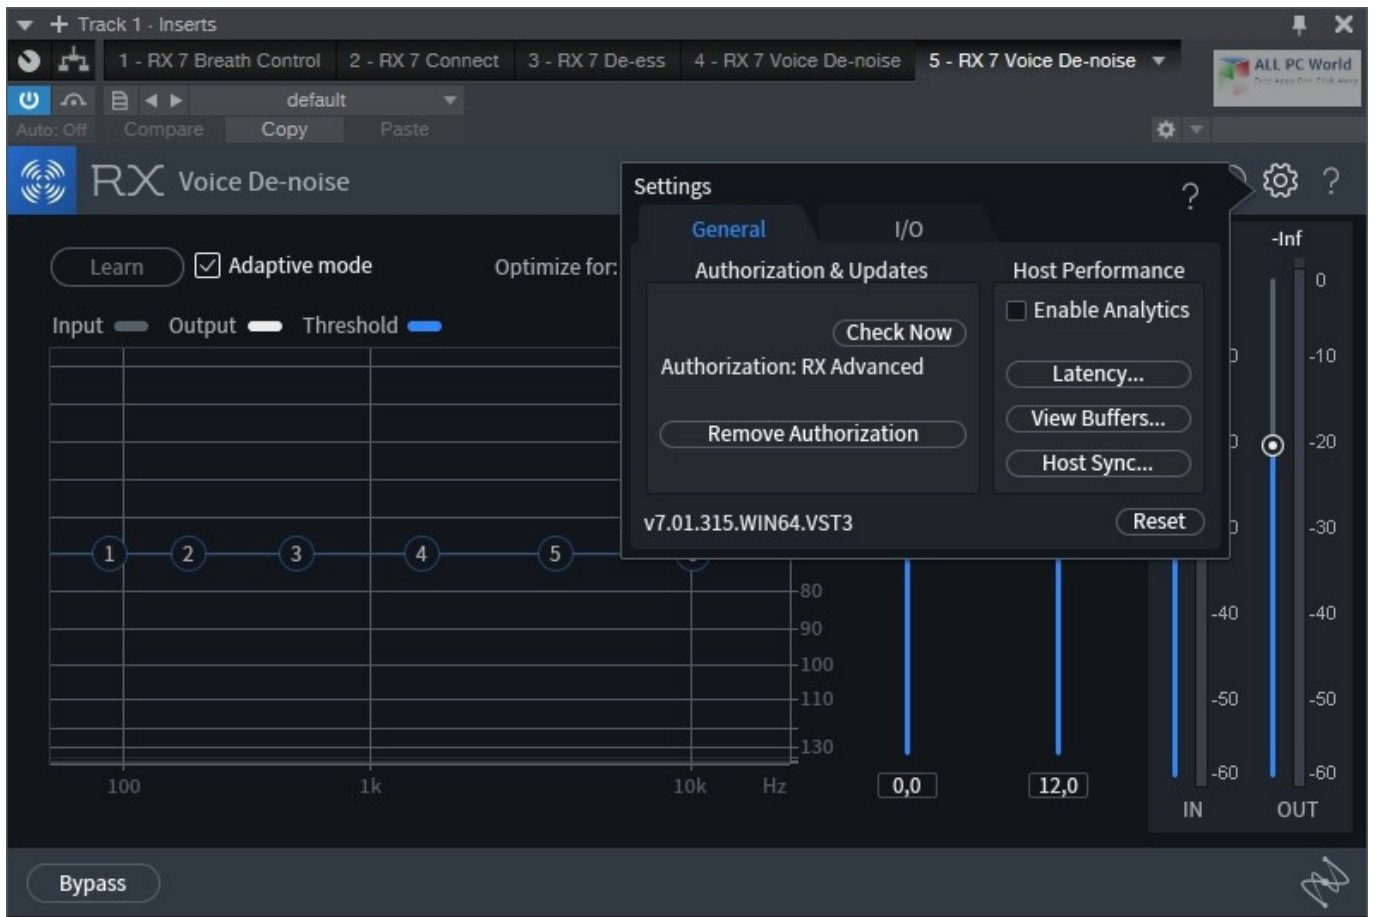 Track 1 - Inserts
1 - RX 7 Breath Control 2 - RX 7 Connect 3 - RX 7 De-ess 4 - RX 7 Voice De-noise 5 - RX 7 Voice De-noise
ALL PC World
default
Auto: Off Compare Copy Paste
RX Voice De-noise
Settings
?
?
General I/O
-Inf
Learn Adaptive mode Optimize for:
Authorization & Updates Host Performance
0
Enable Analytics
Input Output Threshold
Check Now
-10
Authorization: RX Advanced
Latency...
View Buffers...
Remove Authorization
-20
Host Sync...
v7.01.315.WIN64.VST3 Reset
-30
1 2 3 4 5
-80
-90
-40 -40
-100
-110
-50 -50
-130
-60 -60
100 1k 10k Hz
0,0 12,0
IN OUT
Bypass